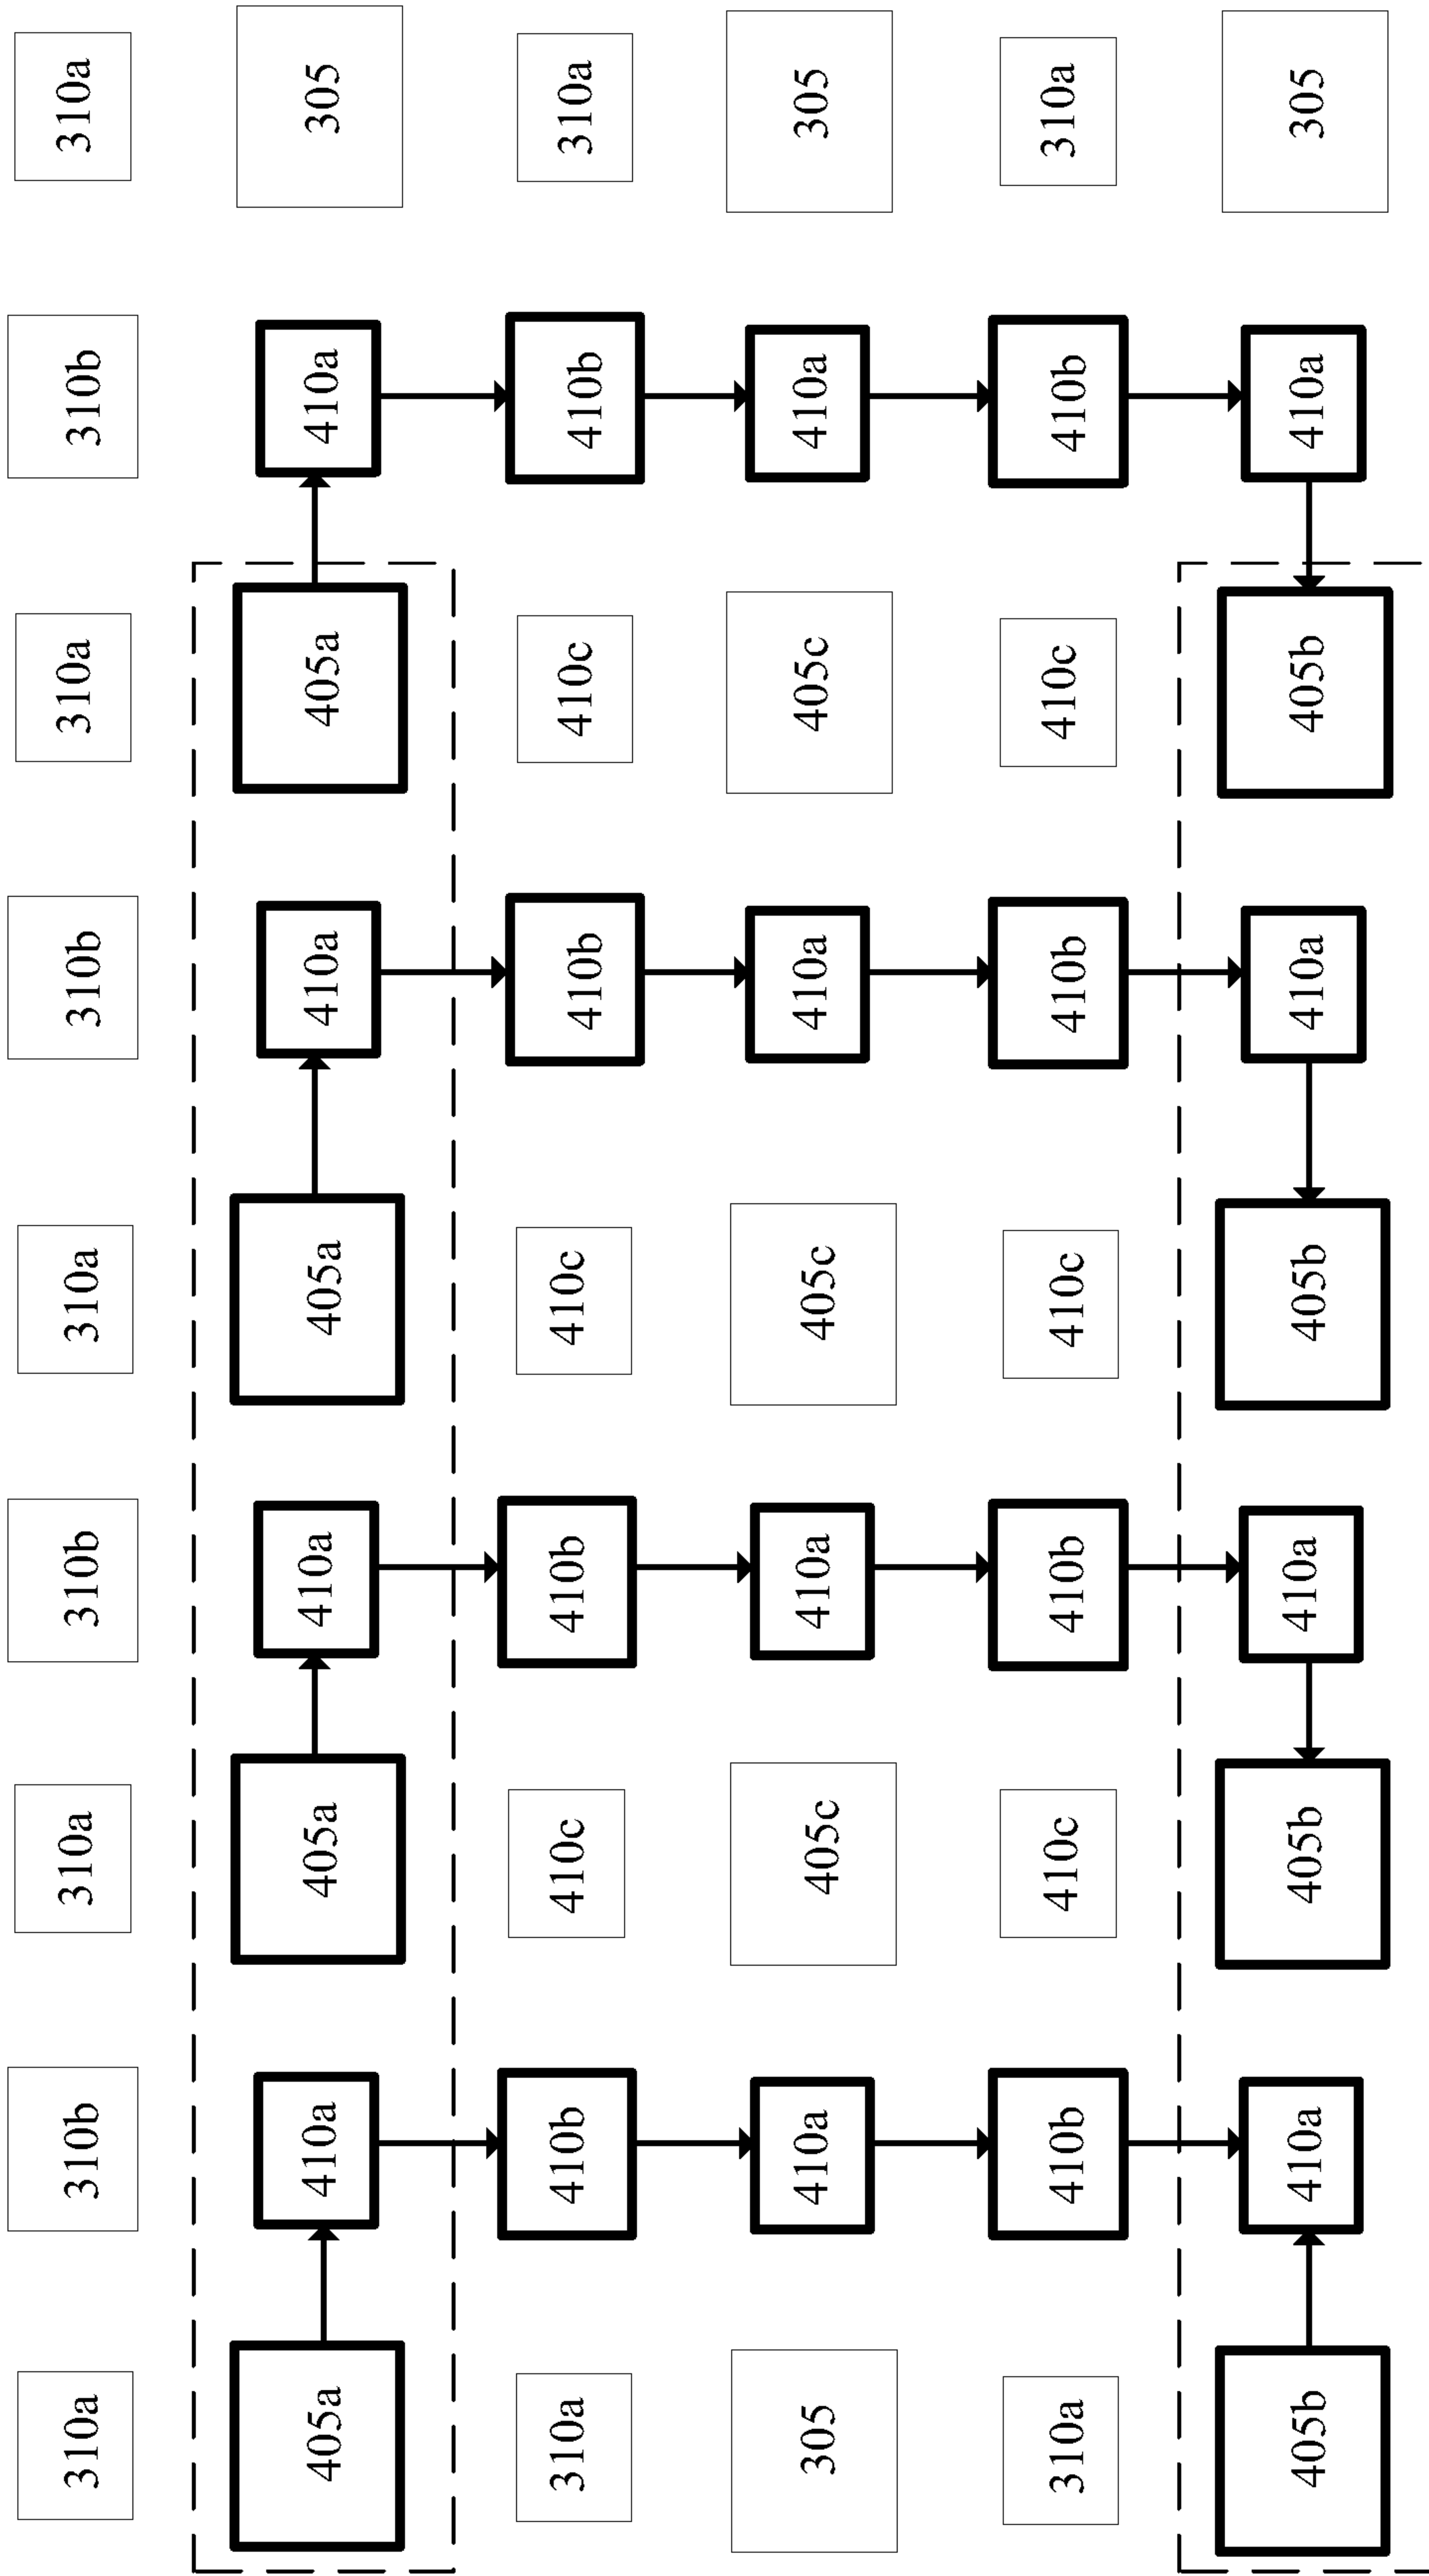 310a 310b 310a 310b 310a 310b 310a 310b 310a
405a 410a 405a 410a 405a 410a 405a 410a 305
310a 410b 410c 410b 410c 410b 410c 410b 310a
305 410a 405c 410a 405c 410a 405c 410a 305
310a 410b 410c 410b 410c 410b 410c 410b 310a
405b 410a 405b 410a 405b 410a 405b 410a 305